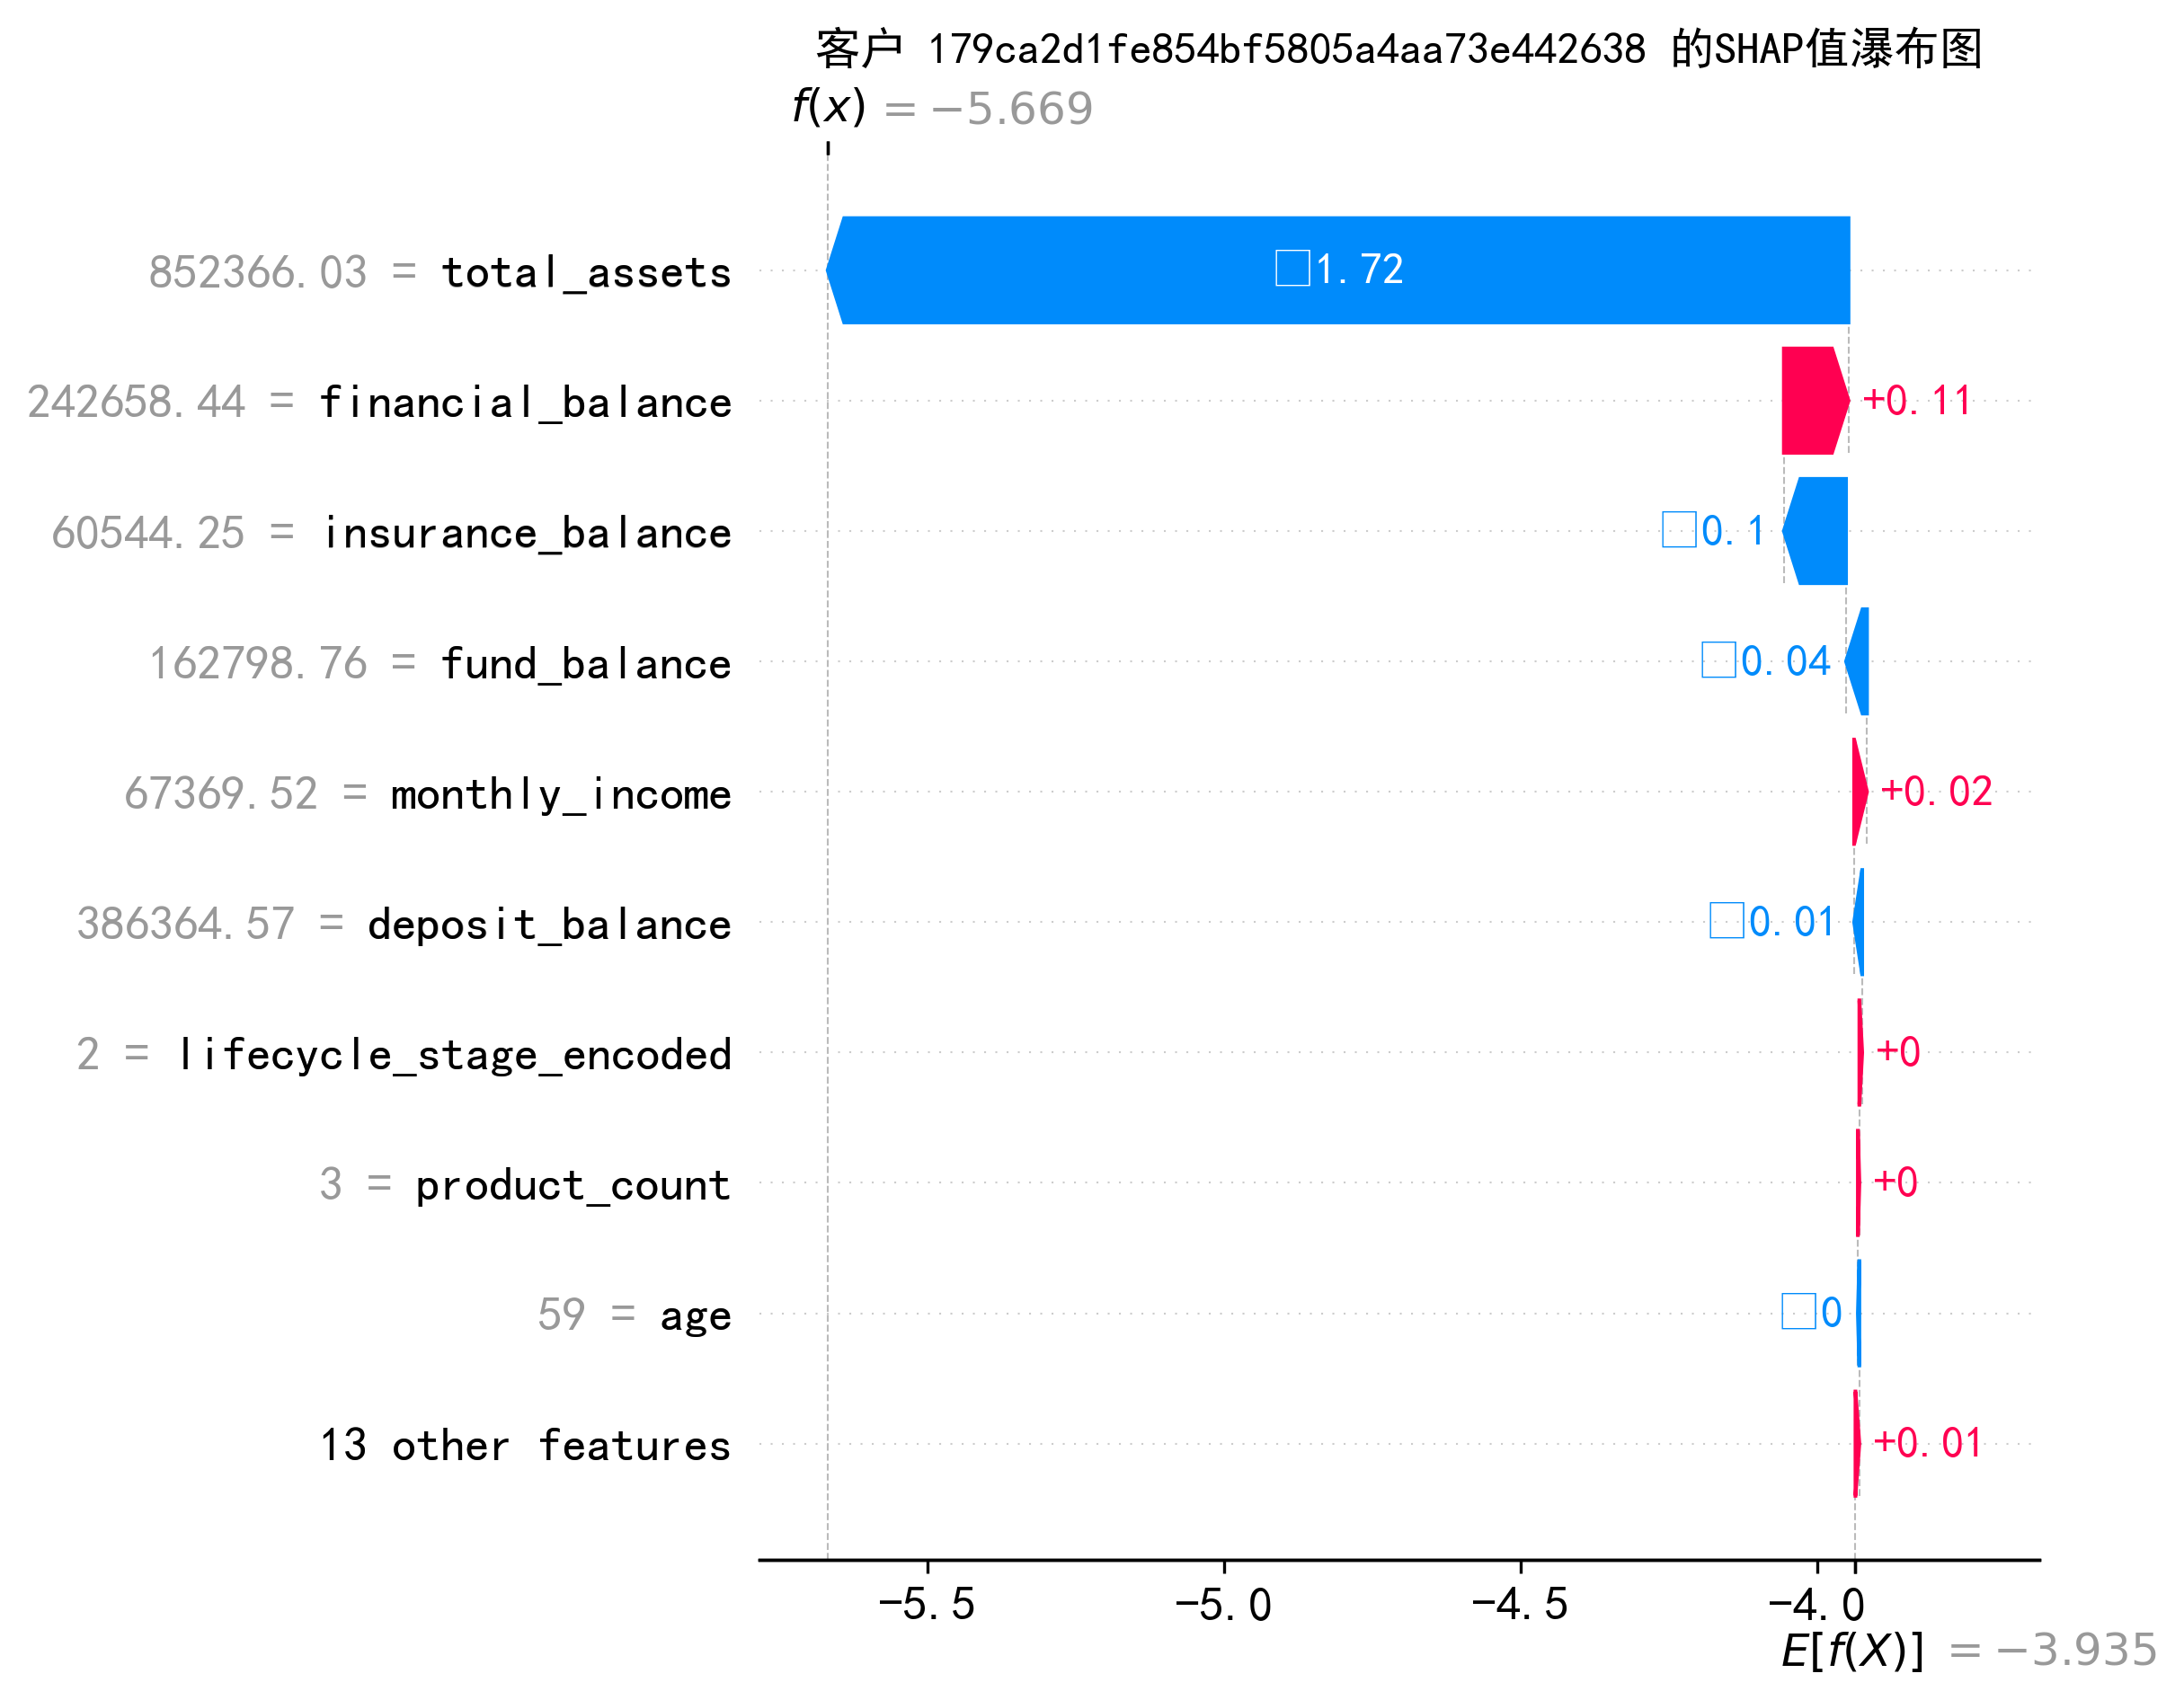 客户 179ca2d1fe854bf5805a4aa73e442638 的SHAP值瀑布图
f(x) = −5.669
852366.03 = total_assets
□1.72
242658.44 = financial_balance
+0.11
60544.25 = insurance_balance
□0.1
162798.76 = fund_balance
□0.04
67369.52 = monthly_income
+0.02
386364.57 = deposit_balance
□0.01
2 = lifecycle_stage_encoded
+0
3 = product_count
+0
59 = age
□0
13 other features
+0.01
−5.5 −5.0 −4.5 −4.0
E[f(X)] = −3.935